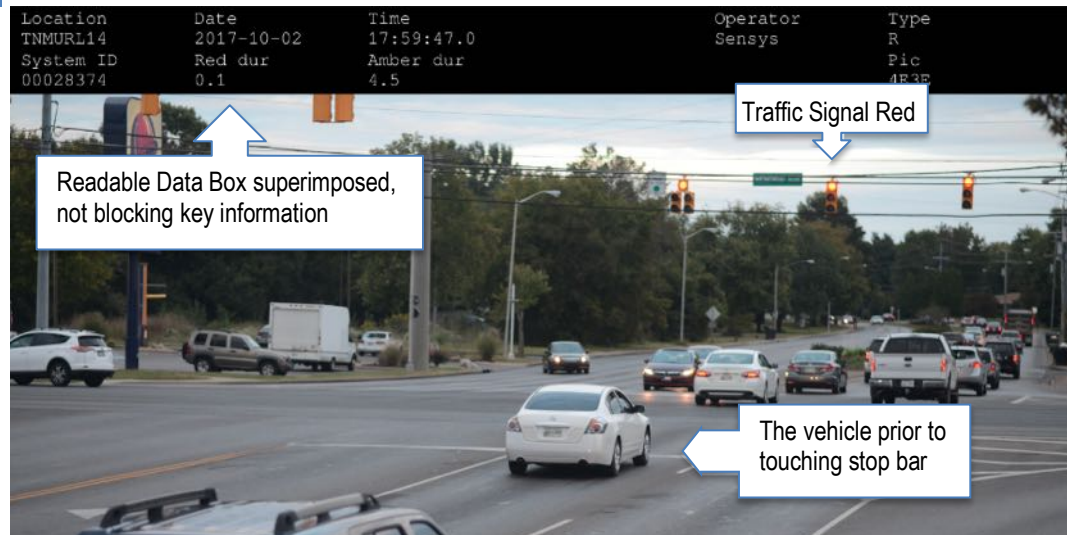 Location Date Time Operator Type
TNMURL14 2017-10-02 17:59:47.0 Sensys R
System ID Red dur Amber dur Pic
00028374 0.1 4.5 4E3E
Traffic Signal Red
Readable Data Box superimposed,
not blocking key information
The vehicle prior to
touching stop bar